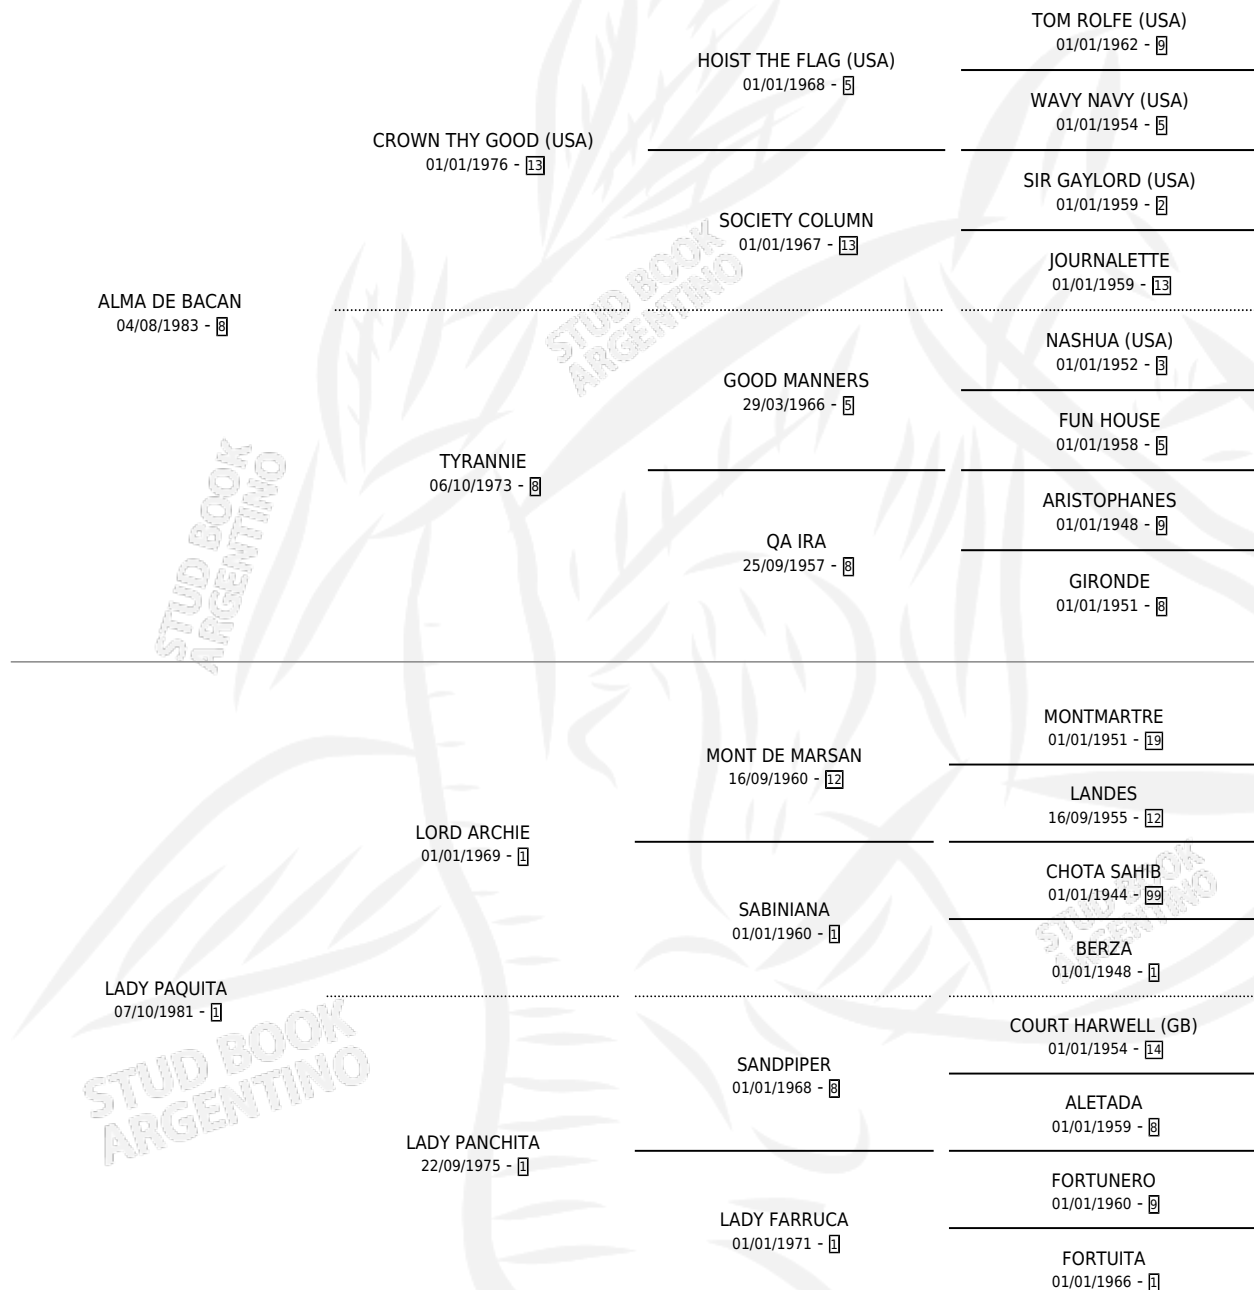 TOM ROLFE (USA)
01/01/1962 - 9
HOIST THE FLAG (USA)
01/01/1968 - 5
WAVY NAVY (USA)
01/01/1954 - 5
CROWN THY GOOD (USA)
01/01/1976 - 13
SIR GAYLORD (USA)
01/01/1959 - 2
SOCIETY COLUMN
01/01/1967 - 13
JOURNALETTE
01/01/1959 - 13
ALMA DE BACAN
04/08/1983 - 8
NASHUA (USA)
01/01/1952 - 3
GOOD MANNERS
29/03/1966 - 5
FUN HOUSE
01/01/1958 - 5
TYRANNIE
06/10/1973 - 8
ARISTOPHANES
01/01/1948 - 9
QA IRA
25/09/1957 - 8
GIRONDE
01/01/1951 - 8
MONTMARTRE
01/01/1951 - 19
MONT DE MARSAN
16/09/1960 - 12
LANDES
16/09/1955 - 12
LORD ARCHIE
01/01/1969 - 1
CHOTA SAHIB
01/01/1944 - 99
SABINIANA
01/01/1960 - 1
BERZA
01/01/1948 - 1
LADY PAQUITA
07/10/1981 - 1
COURT HARWELL (GB)
01/01/1954 - 14
SANDPIPER
01/01/1968 - 8
ALETADA
01/01/1959 - 8
LADY PANCHITA
22/09/1975 - 1
FORTUNERO
01/01/1960 - 9
LADY FARRUCA
01/01/1971 - 1
FORTUITA
01/01/1966 - 1
STUD BOOK
ARGENTINO
STUD BOOK
ARGENTINO
STUD BOOK
ARGENTINO
STUD BOOK
ARGENTINO